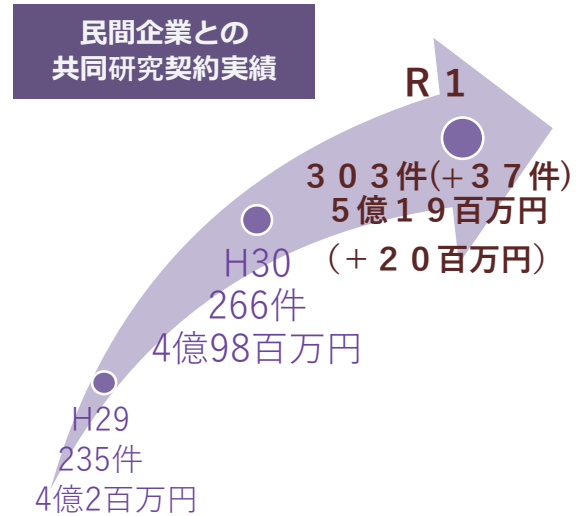 民間企業との
共同研究契約実績
Ｒ１
３０３件(+３７件)
５億１９百万円
(＋２０百万円)
H30
266件
4億98百万円
H29
235件
4億2百万円